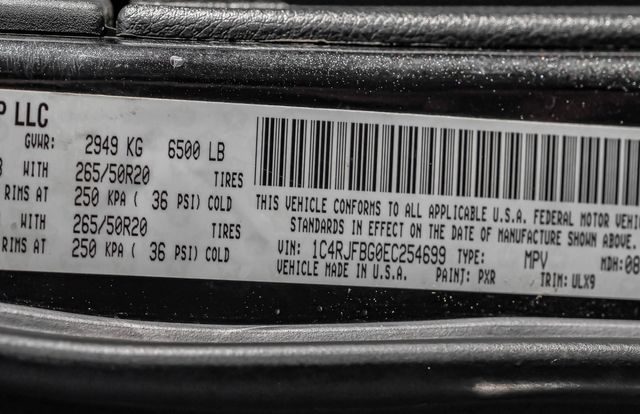 P LLC
GVWR: 2949 KG 6500 LB
WITH 265/50R20 TIRES
RIMS AT 250 KPA ( 36 PSI) COLD
WITH 265/50R20 TIRES
RIMS AT 250 KPA ( 36 PSI) COLD
THIS VEHICLE CONFORMS TO ALL APPLICABLE U.S.A. FEDERAL MOTOR VEHIC
STANDARDS IN EFFECT ON THE DATE OF MANUFACTURE SHOWN ABOVE.
VIN: 1C4RJFBG0EC254699 TYPE: MPV MDH:08
VEHICLE MADE IN U.S.A. PAINT: PXR TRIM: ULX9